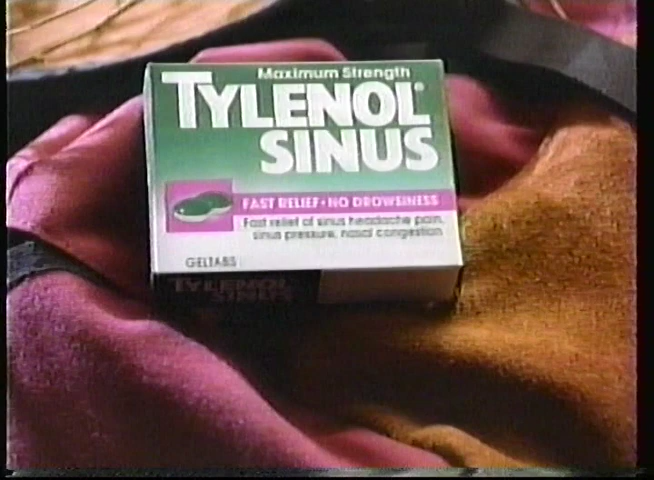 Maximum Strength
TYLENOL®
SINUS
FAST RELIEF • NO DROWSINESS
Fast relief of sinus headache pain,
sinus pressure, nasal congestion
GELTABS
TYLENOL
SINUS